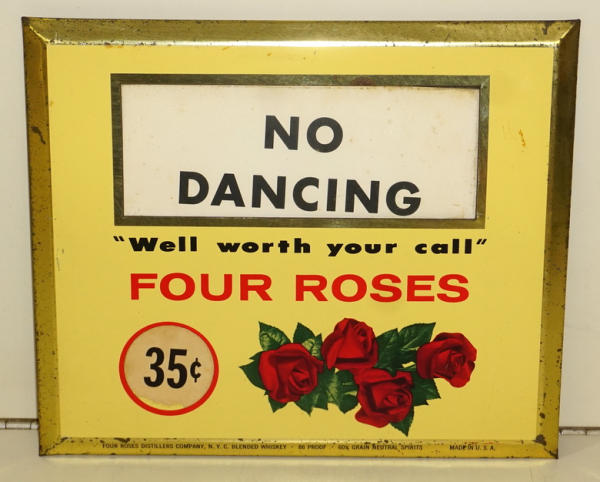 NO
DANCING
"Well worth your call"
FOUR ROSES
35¢
FOUR ROSES DISTILLERS COMPANY, N. Y. C. BLENDED WHISKEY · 86 PROOF · 60% GRAIN NEUTRAL SPIRITS MADE IN U. S. A.